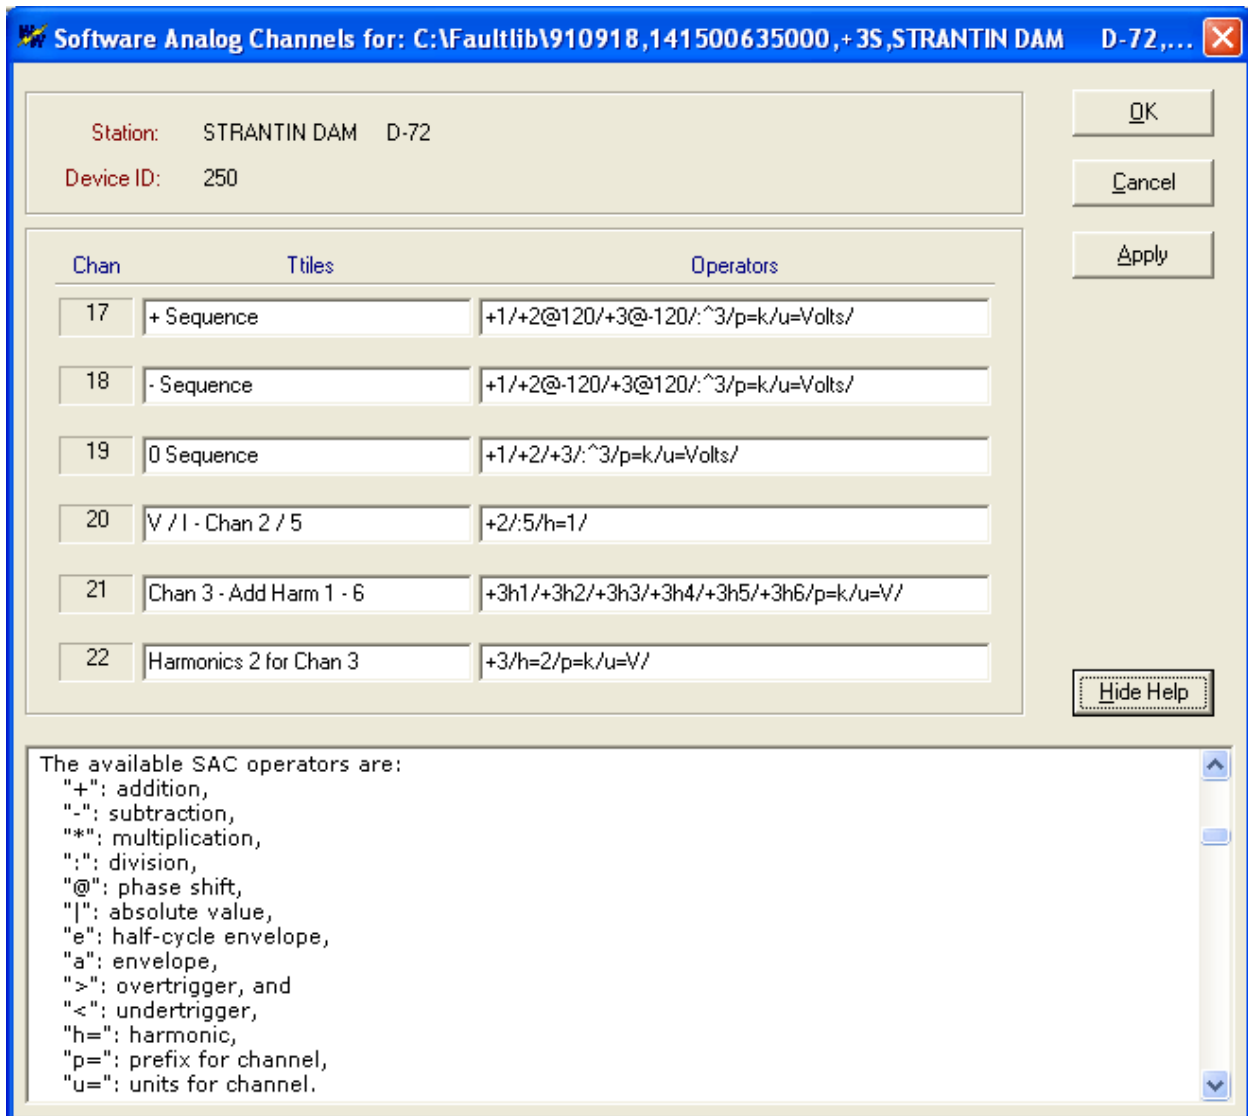 Software Analog Channels for: C:\Faultlib\910918,141500635000,+3S,STRANTIN DAM D-72,...
Station: STRANTIN DAM D-72
Device ID: 250
OK
Cancel
Apply
Chan Ttiles Operators
17 + Sequence +1/+2@120/+3@-120/:^3/p=k/u=Volts/
18 - Sequence +1/+2@-120/+3@120/:^3/p=k/u=Volts/
19 0 Sequence +1/+2/+3/:^3/p=k/u=Volts/
20 V / I - Chan 2 / 5 +2/:5/h=1/
21 Chan 3 - Add Harm 1 - 6 +3h1/+3h2/+3h3/+3h4/+3h5/+3h6/p=k/u=V/
22 Harmonics 2 for Chan 3 +3/h=2/p=k/u=V/
Hide Help
The available SAC operators are:
"+": addition,
"-": subtraction,
"*": multiplication,
":": division,
"@": phase shift,
"|": absolute value,
"e": half-cycle envelope,
"a": envelope,
">": overtrigger, and
"<": undertrigger,
"h=": harmonic,
"p=": prefix for channel,
"u=": units for channel.